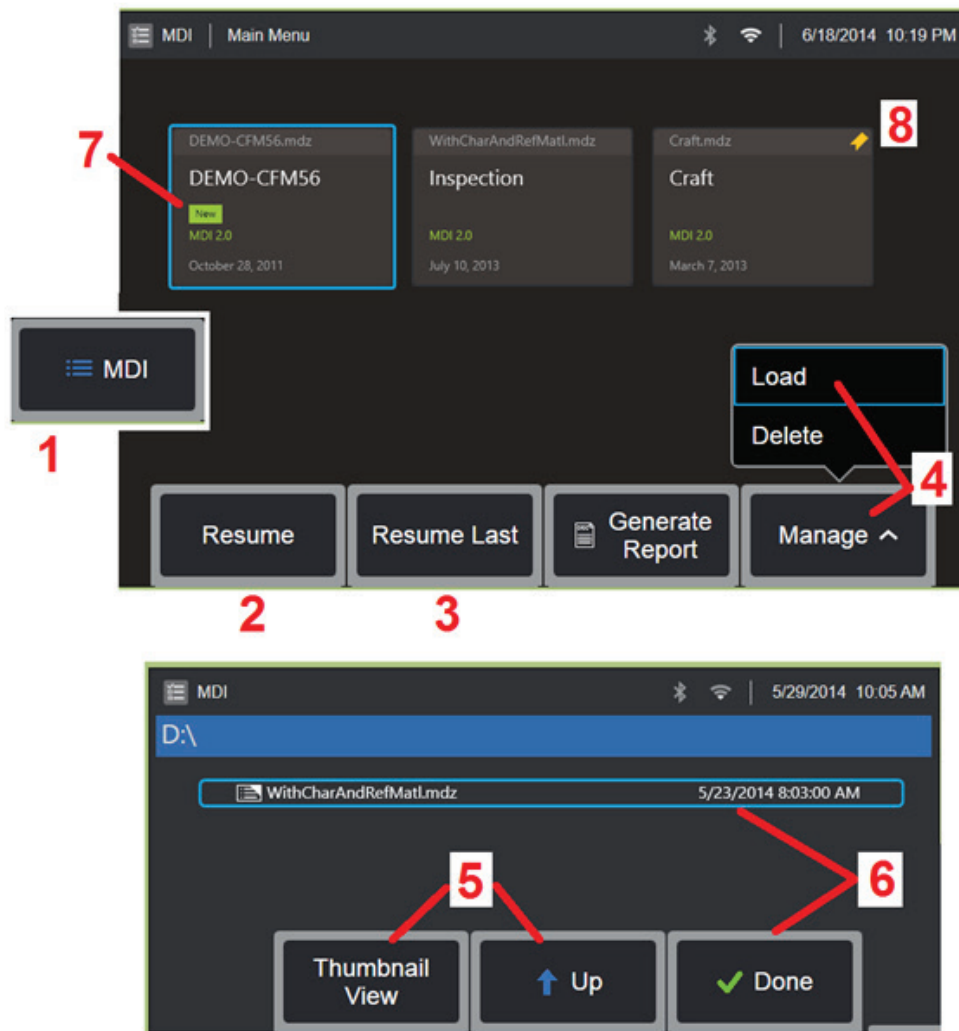 MDI | Main Menu 6/18/2014 10:19 PM
8
7
DEMO-CFM56.mdz WithCharAndRefMatl.mdz Craft.mdz
DEMO-CFM56 Inspection Craft
New
MDI 2.0 MDI 2.0 MDI 2.0
October 28, 2011 July 10, 2013 March 7, 2013
MDI
1
Load
Delete
4
Resume Resume Last Generate Report Manage
2 3
MDI 5/29/2014 10:05 AM
D:\
WithCharAndRefMatl.mdz 5/23/2014 8:03:00 AM
5 6
Thumbnail View Up Done